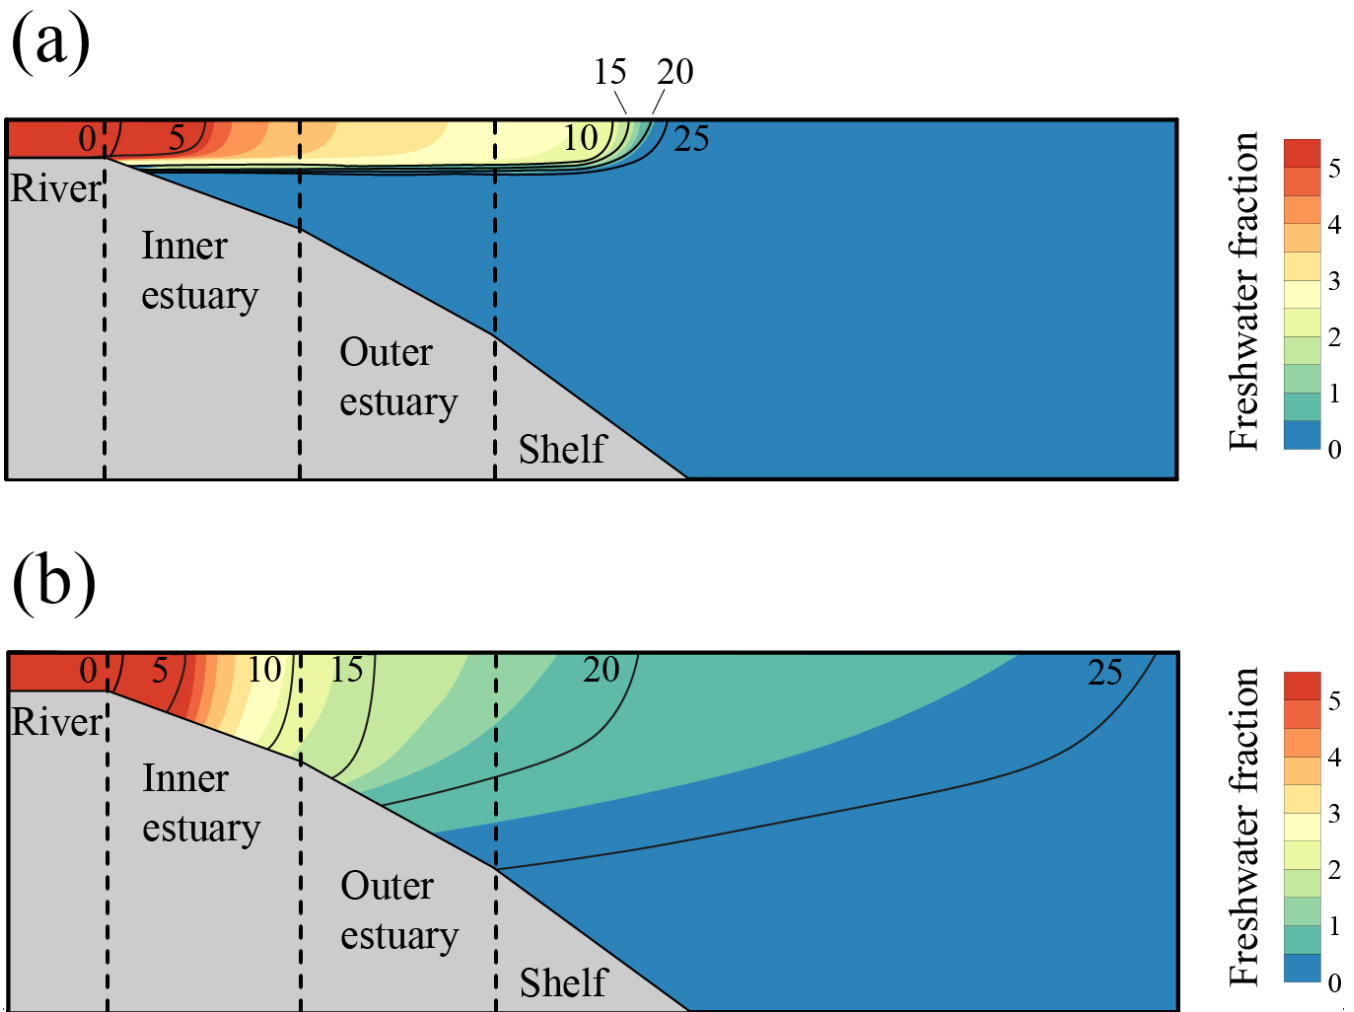 (a)
15 20
0 5 10 25
River
Inner
estuary
Outer
estuary
Shelf
Freshwater fraction
5
4
3
2
1
0
(b)
0 5 10 15 20 25
River
Inner
estuary
Outer
estuary
Shelf
Freshwater fraction
5
4
3
2
1
0